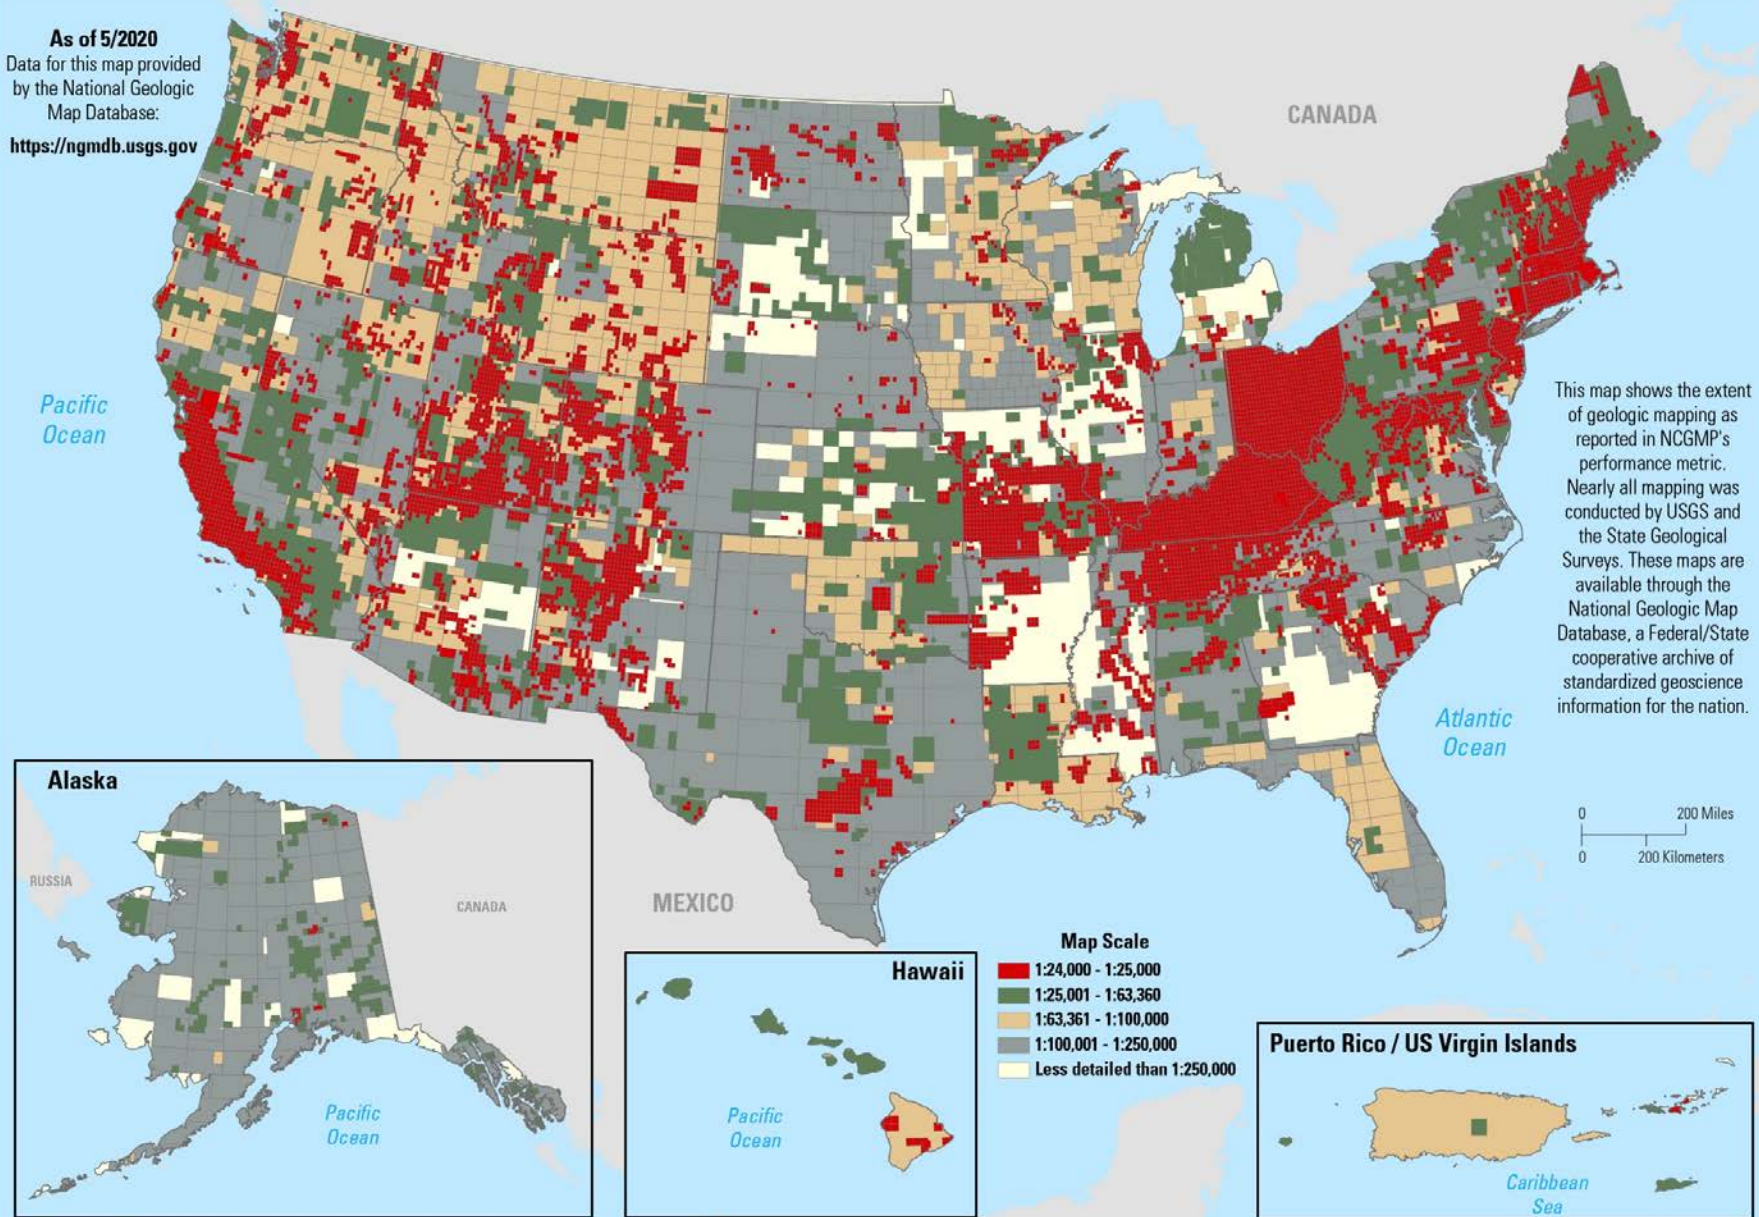 As of 5/2020
Data for this map provided
by the National Geologic
Map Database:
https://ngmdb.usgs.gov
CANADA
Pacific
Ocean
This map shows the extent
of geologic mapping as
reported in NCGMP's
performance metric.
Nearly all mapping was
conducted by USGS and
the State Geological
Surveys. These maps are
available through the
National Geologic Map
Database, a Federal/State
cooperative archive of
standardized geoscience
information for the nation.
Atlantic
Ocean
0
200 Miles
0
200 Kilometers
MEXICO
Alaska
RUSSIA
CANADA
Pacific
Ocean
Hawaii
Pacific
Ocean
Map Scale
1:24,000 - 1:25,000
1:25,001 - 1:63,360
1:63,361 - 1:100,000
1:100,001 - 1:250,000
Less detailed than 1:250,000
Puerto Rico / US Virgin Islands
Caribbean
Sea